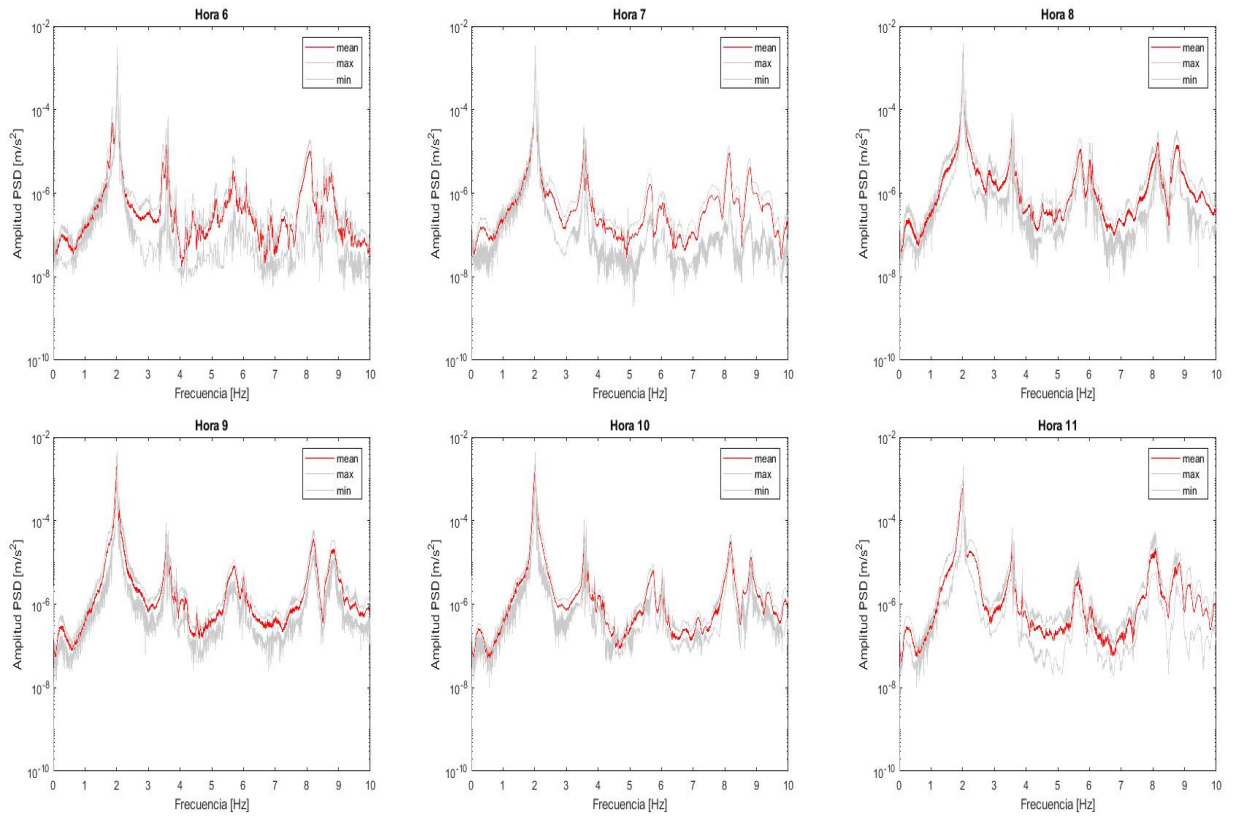 Hora 6
10^-2
10^-4
10^-6
10^-8
10^-10
Amplitud PSD [m/s^2]
mean
max
min
0 1 2 3 4 5 6 7 8 9 10
Frecuencia [Hz]
Hora 7
10^-2
10^-4
10^-6
10^-8
10^-10
Amplitud PSD [m/s^2]
mean
max
min
0 1 2 3 4 5 6 7 8 9 10
Frecuencia [Hz]
Hora 8
10^-2
10^-4
10^-6
10^-8
10^-10
Amplitud PSD [m/s^2]
mean
max
min
0 1 2 3 4 5 6 7 8 9 10
Frecuencia [Hz]
Hora 9
10^-2
10^-4
10^-6
10^-8
10^-10
Amplitud PSD [m/s^2]
mean
max
min
0 1 2 3 4 5 6 7 8 9 10
Frecuencia [Hz]
Hora 10
10^-2
10^-4
10^-6
10^-8
10^-10
Amplitud PSD [m/s^2]
mean
max
min
0 1 2 3 4 5 6 7 8 9 10
Frecuencia [Hz]
Hora 11
10^-2
10^-4
10^-6
10^-8
10^-10
Amplitud PSD [m/s^2]
mean
max
min
0 1 2 3 4 5 6 7 8 9 10
Frecuencia [Hz]